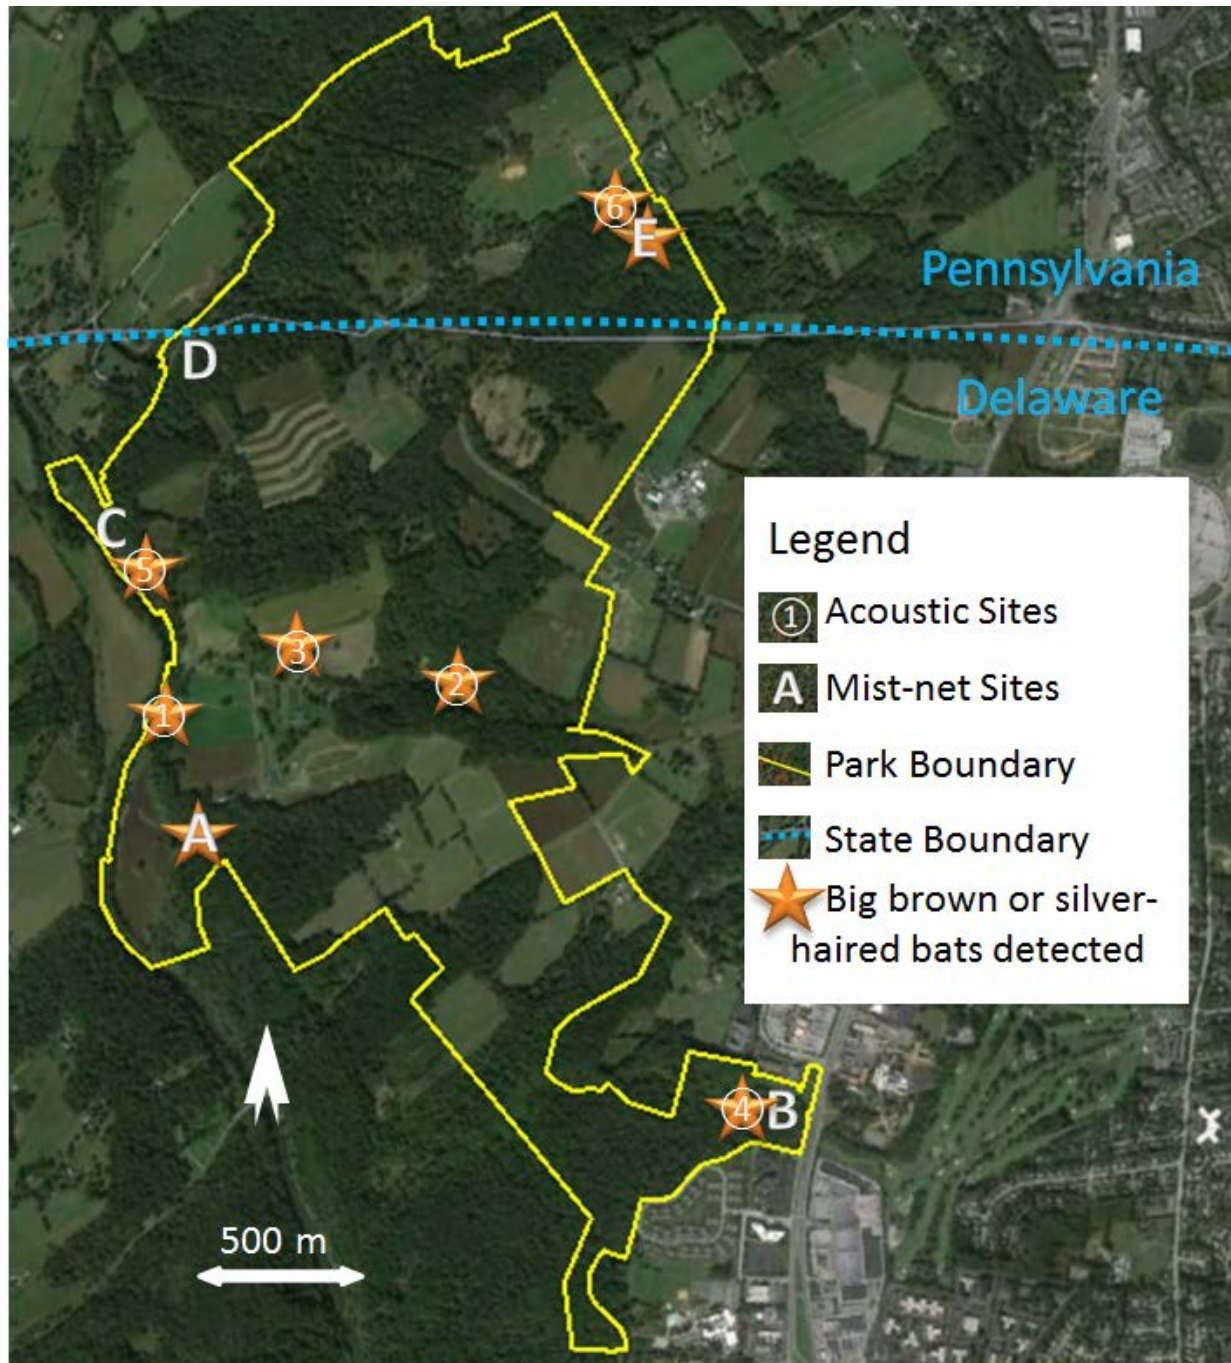 6
E
Pennsylvania
D
Delaware
C
5
3
2
1
A
4
B
500 m
Legend
1 Acoustic Sites
A Mist-net Sites
Park Boundary
State Boundary
Big brown or silver-
haired bats detected